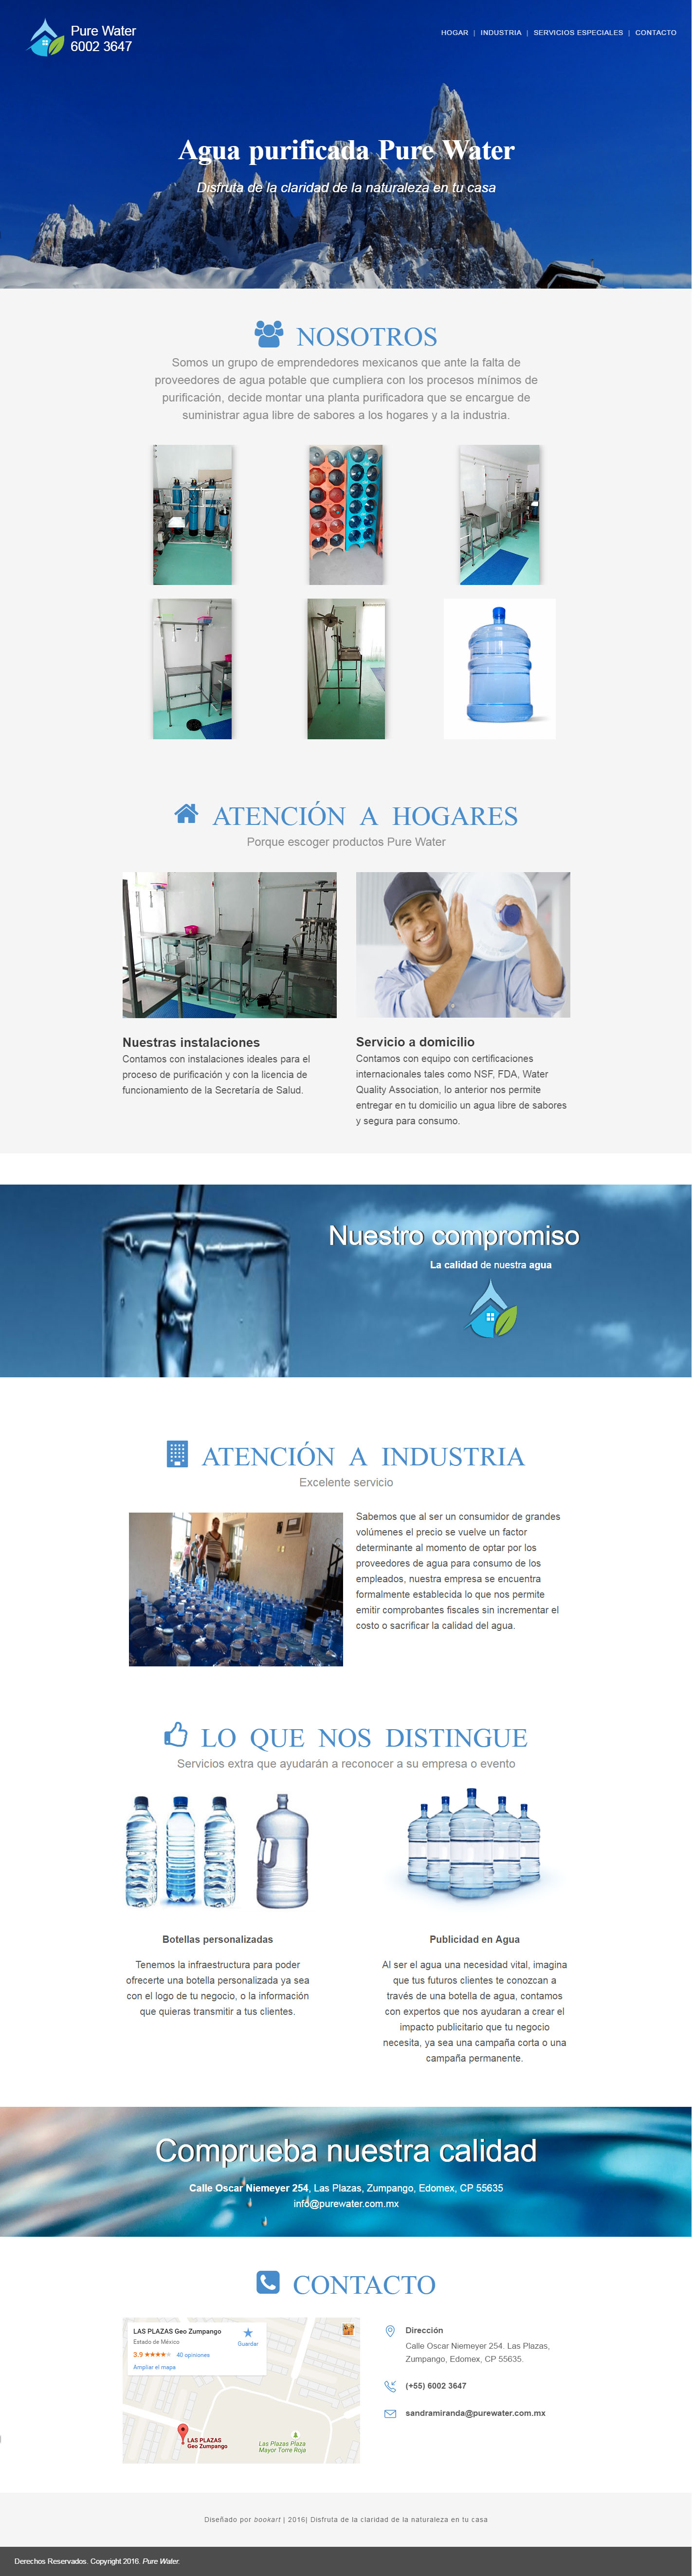 Pure Water
6002 3647
HOGAR | INDUSTRIA | SERVICIOS ESPECIALES | CONTACTO
Agua purificada Pure Water
Disfruta de la claridad de la naturaleza en tu casa
NOSOTROS
Somos un grupo de emprendedores mexicanos que ante la falta de
proveedores de agua potable que cumpliera con los procesos mínimos de
purificación, decide montar una planta purificadora que se encargue de
suministrar agua libre de sabores a los hogares y a la industria.
ATENCIÓN A HOGARES
Porque escoger productos Pure Water
Nuestras instalaciones
Contamos con instalaciones ideales para el
proceso de purificación y con la licencia de
funcionamiento de la Secretaría de Salud.
Servicio a domicilio
Contamos con equipo con certificaciones
internacionales tales como NSF, FDA, Water
Quality Association, lo anterior nos permite
entregar en tu domicilio un agua libre de sabores
y segura para consumo.
Nuestro compromiso
La calidad de nuestra agua
ATENCIÓN A INDUSTRIA
Excelente servicio
Sabemos que al ser un consumidor de grandes
volúmenes el precio se vuelve un factor
determinante al momento de optar por los
proveedores de agua para consumo de los
empleados, nuestra empresa se encuentra
formalmente establecida lo que nos permite
emitir comprobantes fiscales sin incrementar el
costo o sacrificar la calidad del agua.
LO QUE NOS DISTINGUE
Servicios extra que ayudarán a reconocer a su empresa o evento
Botellas personalizadas
Tenemos la infraestructura para poder
ofrecerte una botella personalizada ya sea
con el logo de tu negocio, o la información
que quieras transmitir a tus clientes.
Publicidad en Agua
Al ser el agua una necesidad vital, imagina
que tus futuros clientes te conozcan a
través de una botella de agua, contamos
con expertos que nos ayudaran a crear el
impacto publicitario que tu negocio
necesita, ya sea una campaña corta o una
campaña permanente.
Comprueba nuestra calidad
Calle Oscar Niemeyer 254, Las Plazas, Zumpango, Edomex, CP 55635
info@purewater.com.mx
CONTACTO
LAS PLAZAS Geo Zumpango
Estado de México
3.9 ★★★★★ 40 opiniones
Ampliar el mapa
Guardar
LAS PLAZAS
Geo Zumpango
Las Plazas Plaza
Mayor Torre Roja
Dirección
Calle Oscar Niemeyer 254. Las Plazas,
Zumpango, Edomex, CP 55635.
(+55) 6002 3647
sandramiranda@purewater.com.mx
Diseñado por bookart | 2016| Disfruta de la claridad de la naturaleza en tu casa
Derechos Reservados. Copyright 2016. Pure Water.